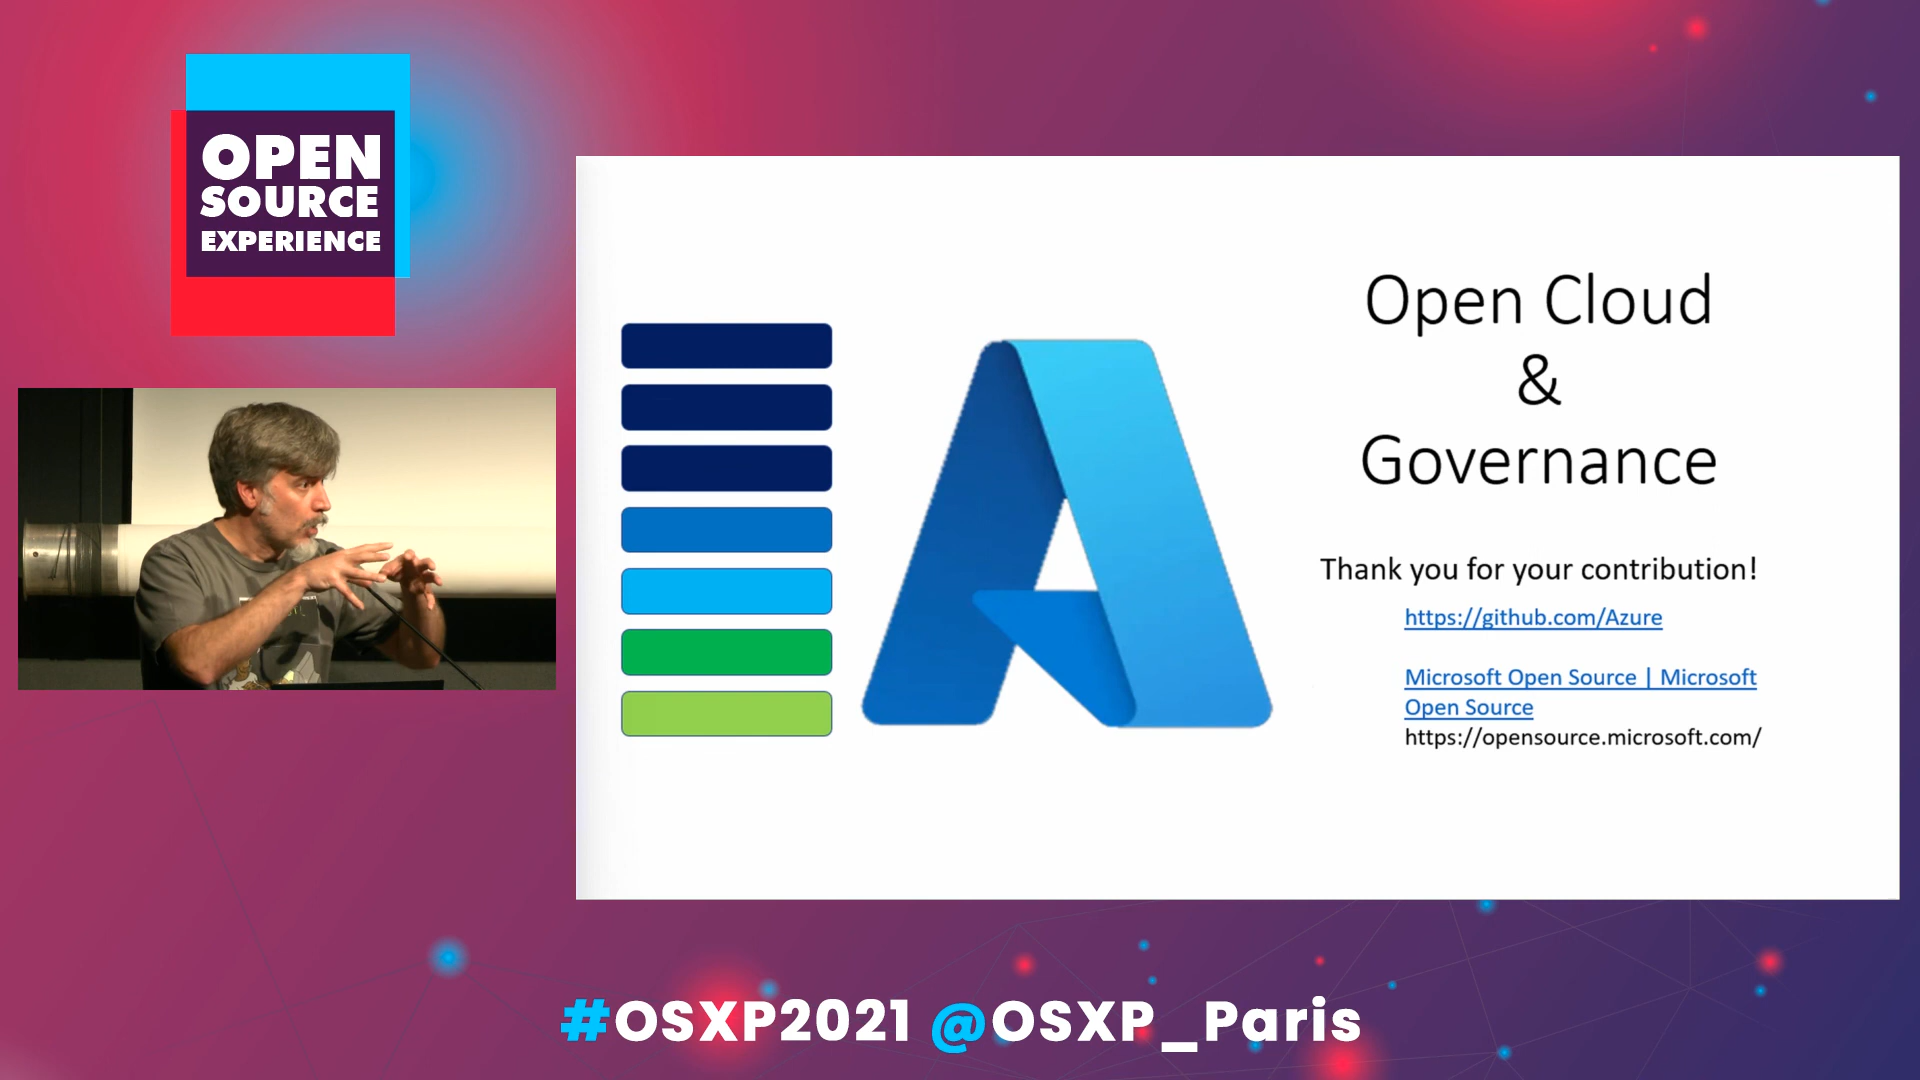 OPEN
SOURCE
EXPERIENCE
Open Cloud
&
Governance
Thank you for your contribution!
https://github.com/Azure
Microsoft Open Source | Microsoft
Open Source
https://opensource.microsoft.com/
#OSXP2021 @OSXP_Paris